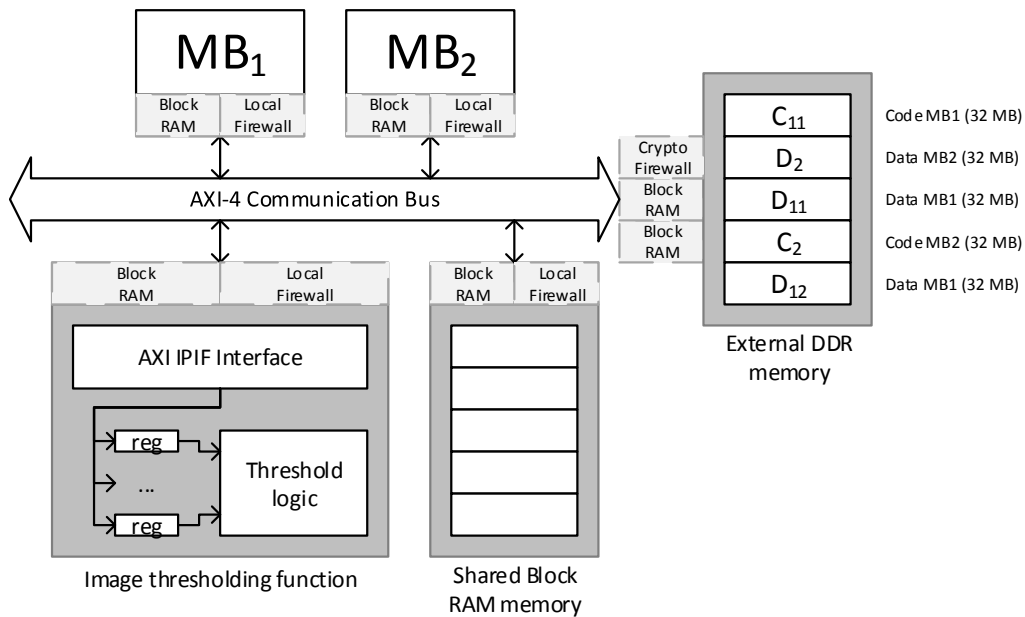 MB₁
MB₂
Block
RAM
Local
Firewall
Block
RAM
Local
Firewall
AXI-4 Communication Bus
Crypto
Firewall
Block
RAM
Block
RAM
C₁₁
D₂
D₁₁
C₂
D₁₂
Code MB1 (32 MB)
Data MB2 (32 MB)
Data MB1 (32 MB)
Code MB2 (32 MB)
Data MB1 (32 MB)
External DDR
memory
Block
RAM
Local
Firewall
AXI IPIF Interface
reg
...
reg
Threshold
logic
Image thresholding function
Block
RAM
Local
Firewall
Shared Block
RAM memory